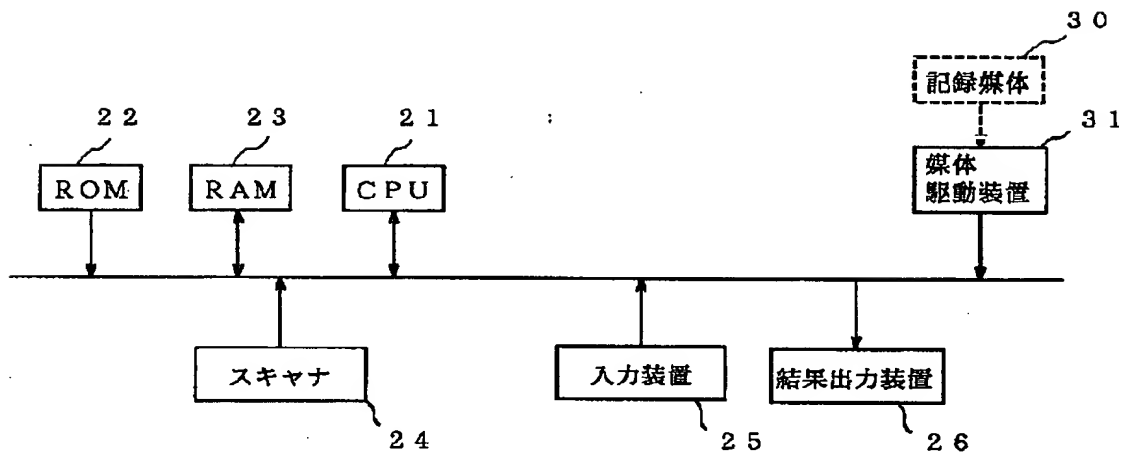 ３０
記録媒体
２２
２３
２１
３１
ＲＯＭ
ＲＡＭ
ＣＰＵ
媒体
駆動装置
スキャナ
入力装置
結果出力装置
２４
２５
２６